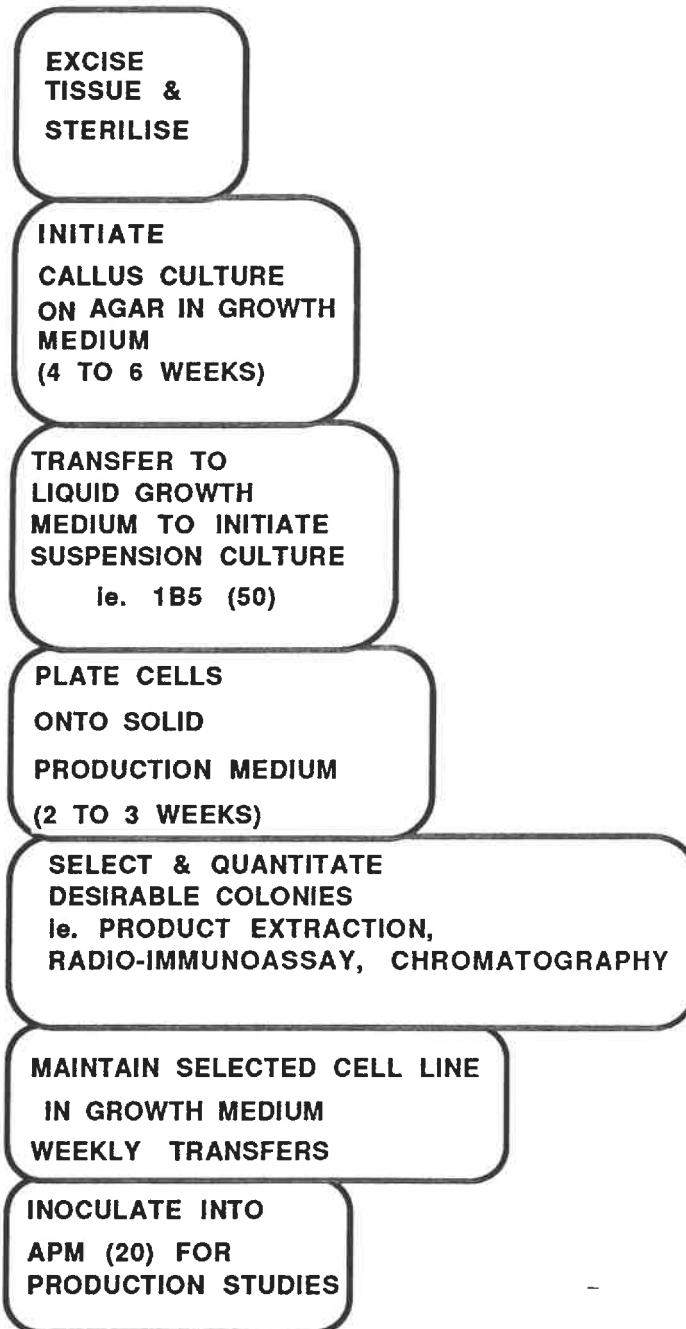 EXCISE
TISSUE &
STERILISE
INITIATE
CALLUS CULTURE
ON AGAR IN GROWTH
MEDIUM
(4 TO 6 WEEKS)
TRANSFER TO
LIQUID GROWTH
MEDIUM TO INITIATE
SUSPENSION CULTURE
ie. 1B5 (50)
PLATE CELLS
ONTO SOLID
PRODUCTION MEDIUM
(2 TO 3 WEEKS)
SELECT & QUANTITATE
DESIRABLE COLONIES
ie. PRODUCT EXTRACTION,
RADIO-IMMUNOASSAY, CHROMATOGRAPHY
MAINTAIN SELECTED CELL LINE
IN GROWTH MEDIUM
WEEKLY TRANSFERS
INOCULATE INTO
APM (20) FOR
PRODUCTION STUDIES